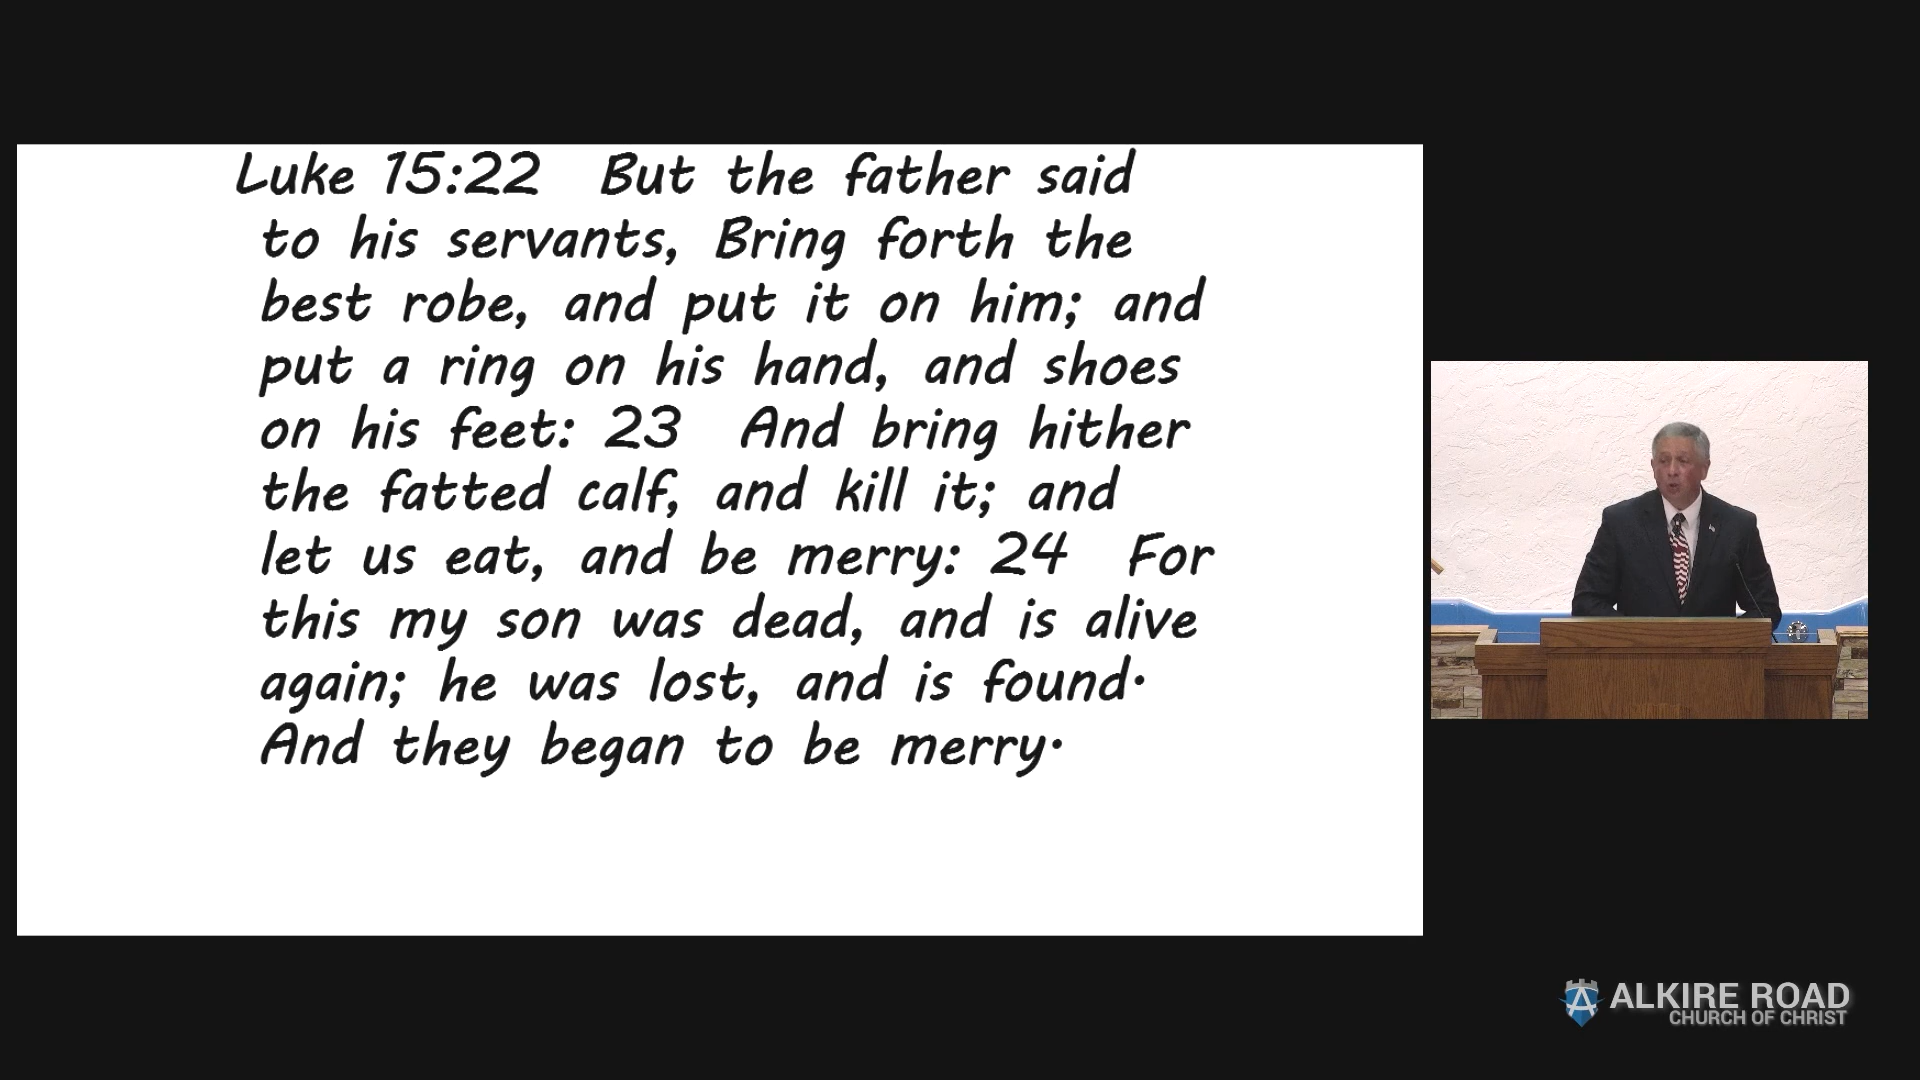 Luke 15:22 But the father said
to his servants, Bring forth the
best robe, and put it on him; and
put a ring on his hand, and shoes
on his feet: 23 And bring hither
the fatted calf, and kill it; and
let us eat, and be merry: 24 For
this my son was dead, and is alive
again; he was lost, and is found·
And they began to be merry·
ALKIRE ROAD
CHURCH OF CHRIST